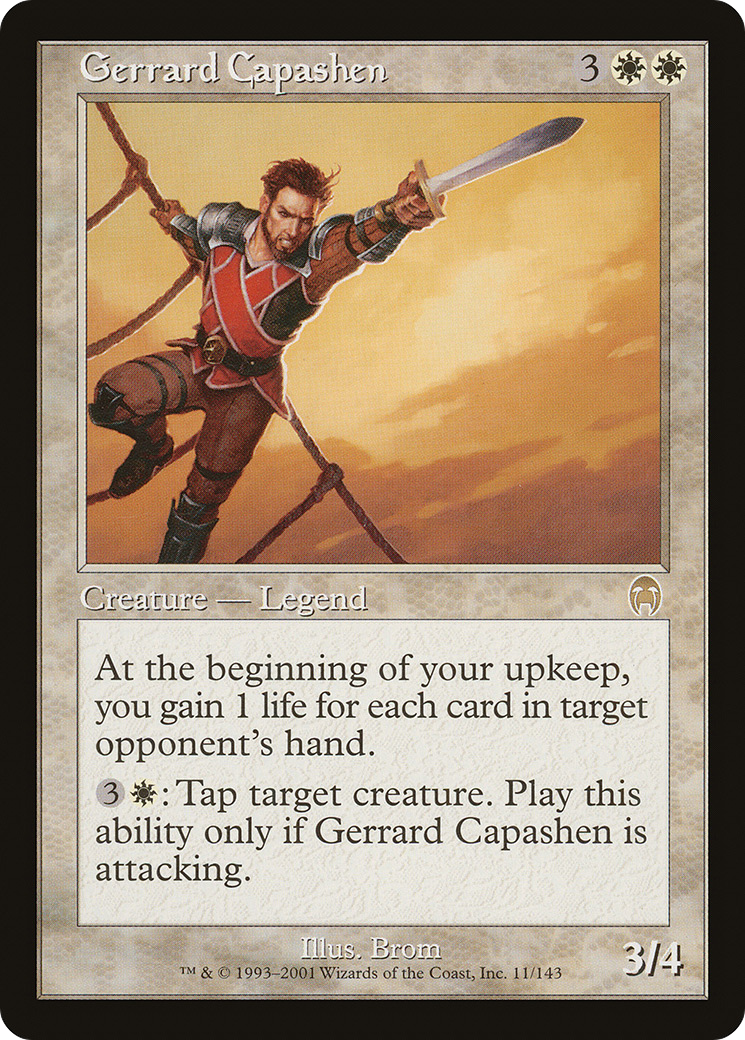 Gerrard Capashen 3
Creature — Legend
At the beginning of your upkeep,
you gain 1 life for each card in target
opponent's hand.
3: Tap target creature. Play this
ability only if Gerrard Capashen is
attacking.
Illus. Brom
™ & © 1993–2001 Wizards of the Coast, Inc. 11/143
3/4